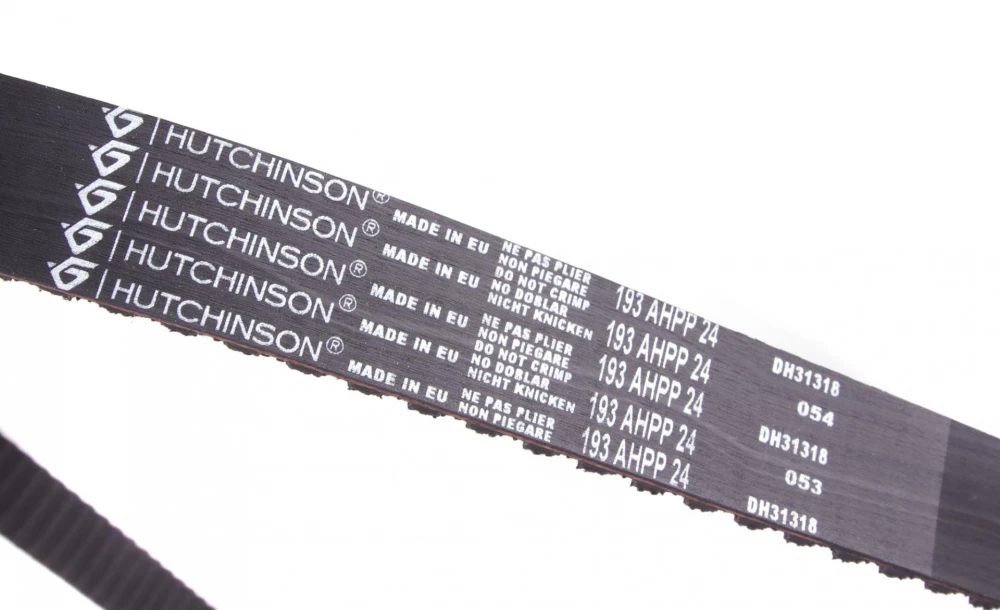 HUTCHINSON®
HUTCHINSON®
HUTCHINSON®
HUTCHINSON®
HUTCHINSON®
MADE IN EU
MADE IN EU
MADE IN EU
MADE IN EU
MADE IN EU
NE PAS PLIER
NON PIEGARE
DO NOT CRIMP
NO DOBLAR
NICHT KNICKEN
NE PAS PLIER
NON PIEGARE
DO NOT CRIMP
NO DOBLAR
NICHT KNICKEN
NE PAS PLIER
NON PIEGARE
193 AHPP 24
193 AHPP 24
193 AHPP 24
193 AHPP 24
193 AHPP 24
DH31318
054
DH31318
053
DH31318